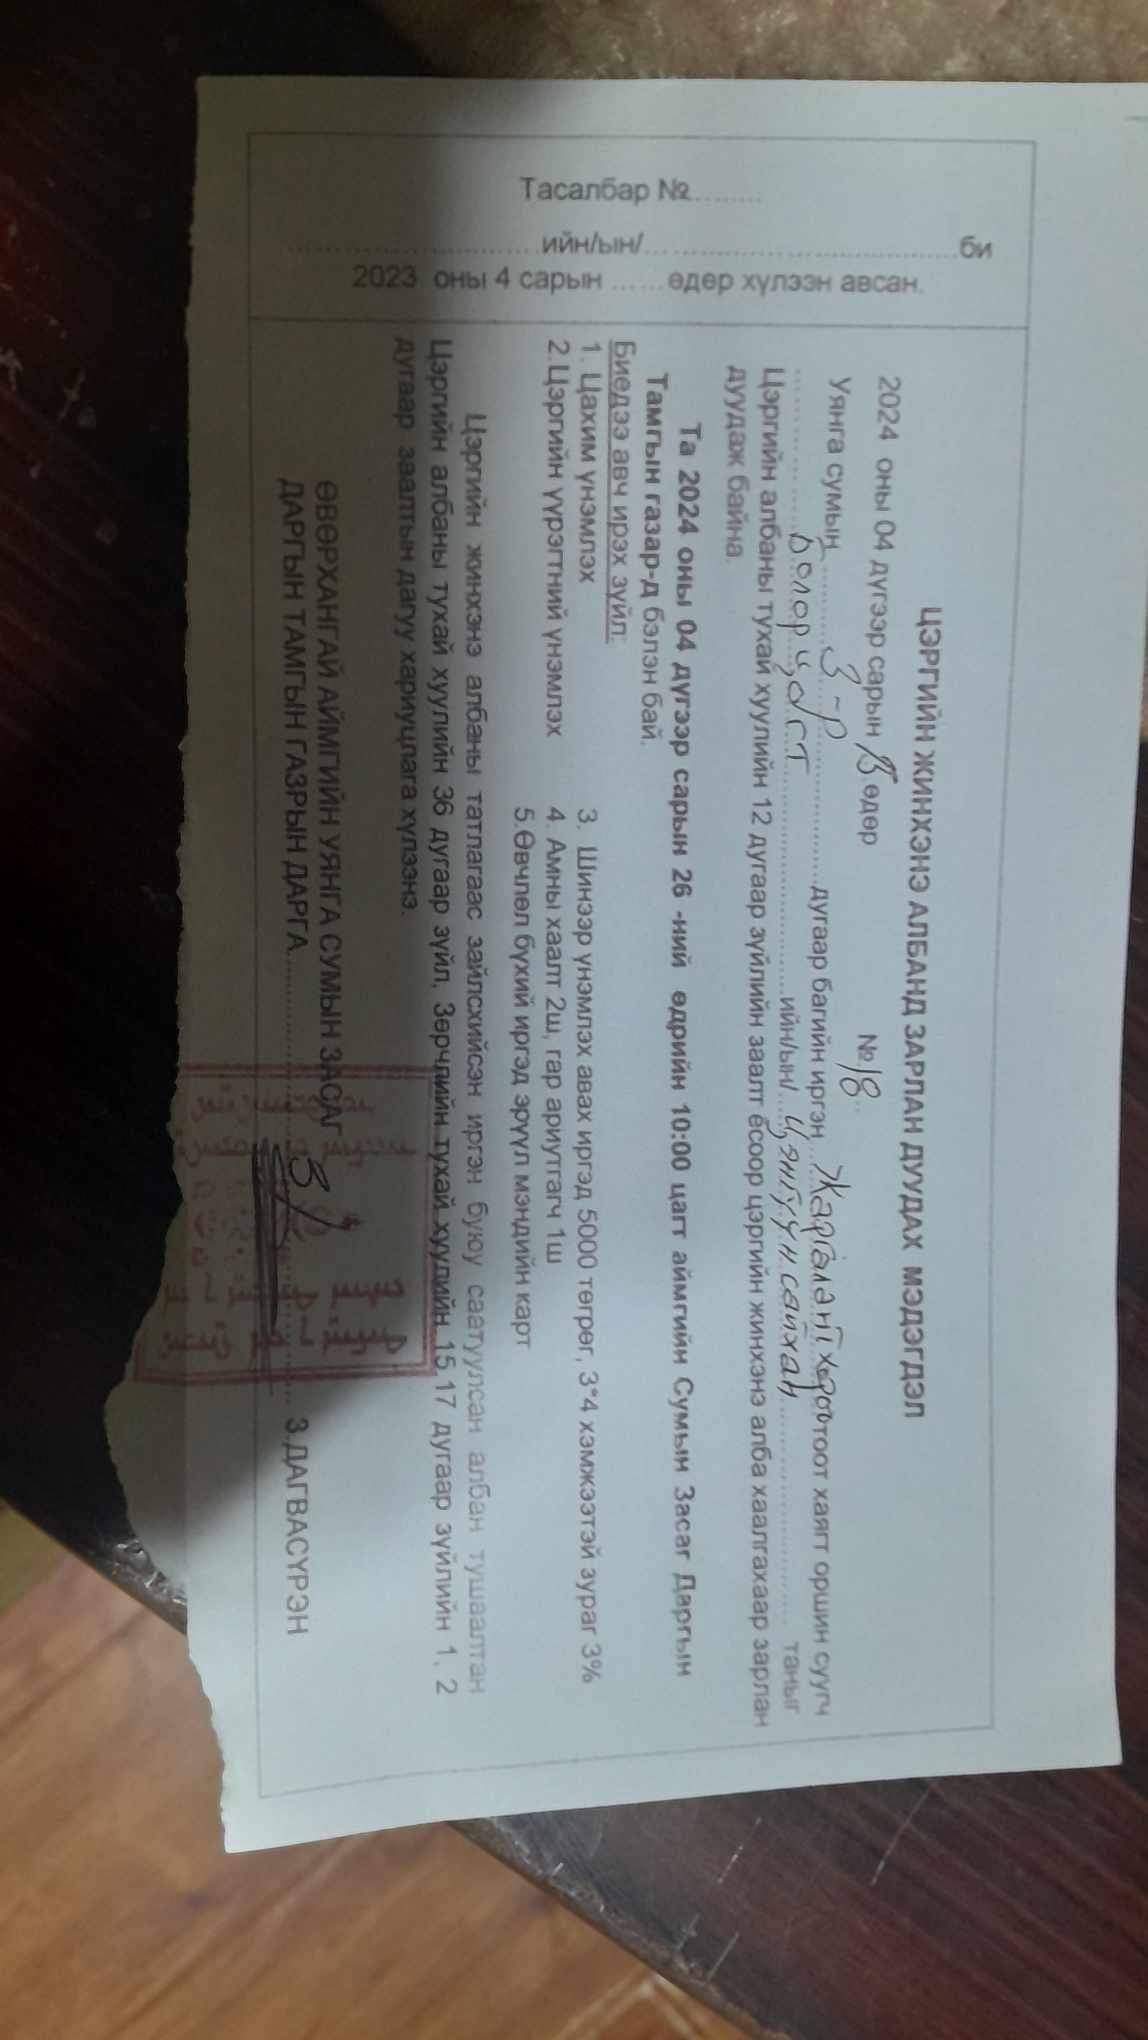 Тасалбар №.........
............................... ийн/ын/.......................................би
2023 оны 4 сарын ......өдөр хүлээн авсан.
ЦЭРГИЙН ЖИНХЭНЭ АЛБАНД ЗАРЛАН ДУУДАХ МЭДЭГДЭЛ
2024 оны 04 дүгээр сарын 15 өдөр №18
Уянга сумын .......... 3-р .......... дугаар багийн иргэн... Жаргалант тоот хаягт оршин суугч
.................... Болорцогт .................... ийн/ын/.... Цэнгүүнсайхан .................... таныг
Цэргийн албаны тухай хуулийн 12 дугаар зүйлийн заалт ёсоор цэргийн жинхэнэ алба хаалгахаар зарлан
дуудаж байна.
Та 2024 оны 04 дүгээр сарын 26 -ний өдрийн 10:00 цагт аймгийн Сумын Засаг Даргын
Тамгын газар-д бэлэн бай.
Биедээ авч ирэх зүйл:
1. Цахим үнэмлэх
2.Цэргийн үүрэгтний үнэмлэх
3. Шинээр үнэмлэх авах иргэд 5000 төгрөг, 3*4 хэмжээтэй зураг 3%
4. Амны хаалт 2ш, гар ариутгагч 1ш
5.Өвчлөл бүхий иргэд эрүүл мэндийн карт
Цэргийн жинхэнэ албаны татлагаас зайлсхийсэн иргэн буюу саатуулсан албан тушаалтан
Цэргийн албаны тухай хуулийн 36 дугаар зүйл, Зөрчлийн тухай хуулийн 15.17 дугаар зүйлийн 1, 2
дугаар заалтын дагуу хариуцлага хүлээнэ.
ӨВӨРХАНГАЙ АЙМГИЙН УЯНГА СУМЫН ЗАСАГ
ДАРГЫН ТАМГЫН ГАЗРЫН ДАРГА.............................. З.ДАГВАСҮРЭН